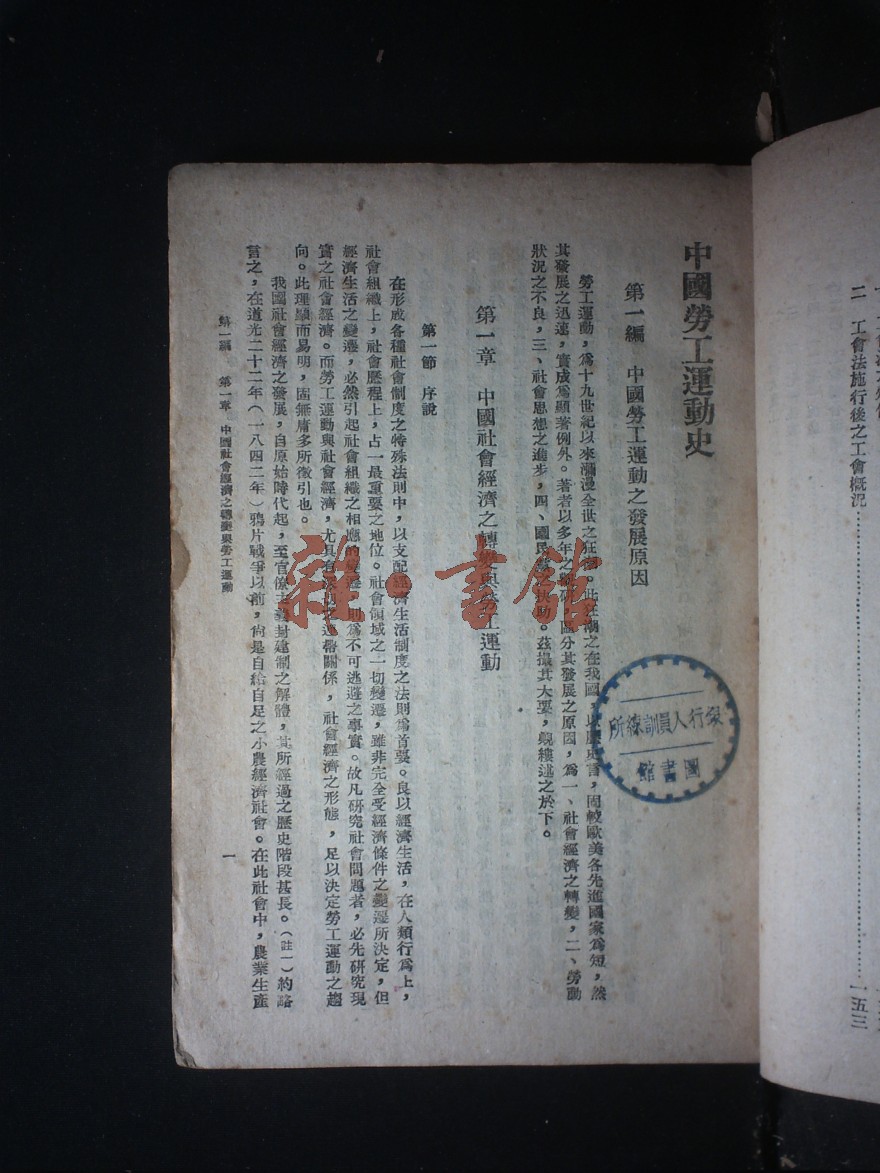 二　工會法施行後之工會概況……………一五三
中國勞工運動史
第一編　中國勞工運動之發展原因
勞工運動，爲十九世紀以來瀰漫全世之狂潮。此狂潮之在我國，以歷史言，固較歐美各先進國家爲短，然
其發展之迅速，實成爲顯著例外。著者以多年之　區分其發展之原因，爲一、社會經濟之轉變，二、勞動
狀況之不良，三、社會思想之進步，四、國民黨之扶助。茲撮其大要，覼縷述之於下。
第一章　中國社會經濟之轉變與勞工運動
第一節　序說
在形成各種社會制度之特殊法則中，以支配經濟生活制度之法則爲首要。良以經濟生活，在人類行爲上，
社會組織上，社會歷程上，占一最重要之地位。社會領域之一切變遷，雖非完全受經濟條件之變遷所決定，但
經濟生活之變遷，必然引起社會組織之相應的變遷，則爲不可逃避之事實。故凡研究社會問題者，必先研究現
實之社會經濟。而勞工運動與社會經濟，尤具有深切之連帶關係，社會經濟之形態，足以決定勞工運動之趨
向。此理顯而易明，固無庸多所徵引也。
我國社會經濟之發展，自原始時代起，至官僚主義封建制之解體，其所經過之歷史階段甚長。（註一）約略
言之，在道光二十二年（一八四二年）鴉片戰爭以前，尙是自給自足之小農經濟社會。在此社會中，農業生產
第一編　第一章　中國社會經濟之轉變與勞工運動
一
行人員訓練所
圖書館
雜·書館